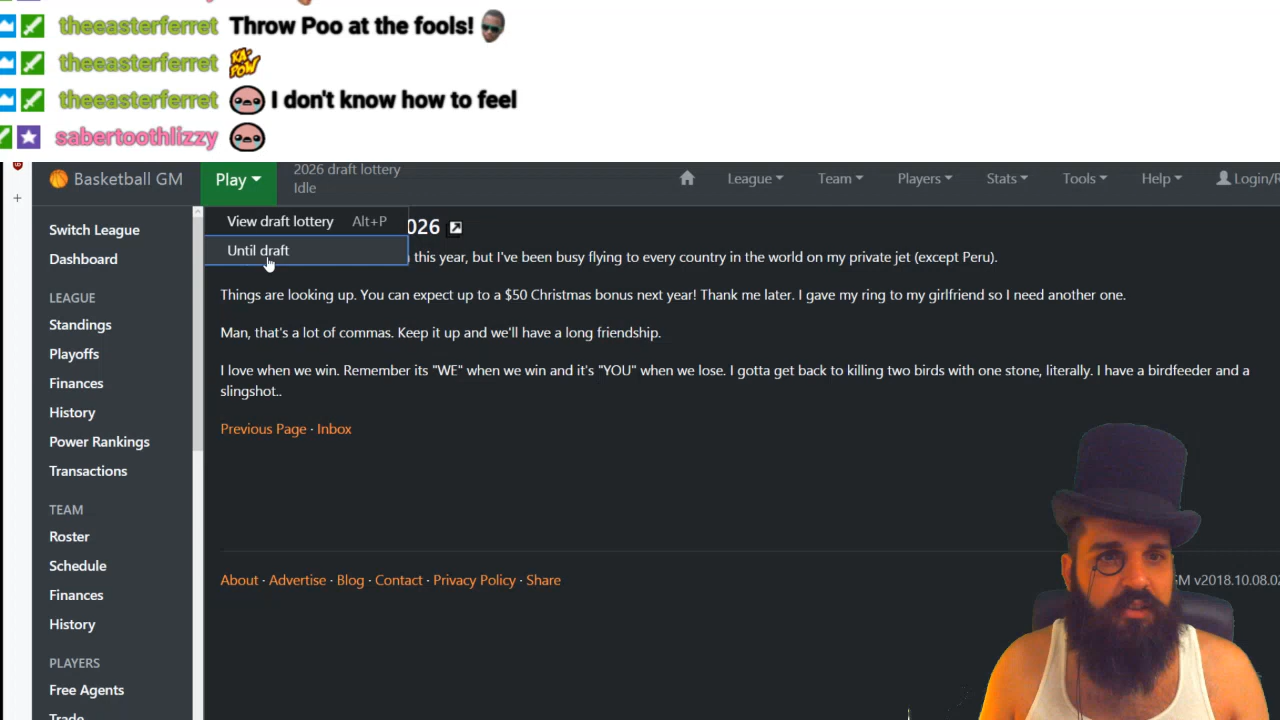 theeasterferret Throw Poo at the fools!
theeasterferret KA-POW
theeasterferret I don't know how to feel
sabertoothlizzy
Basketball GM
Play
2026 draft lottery
Idle
League
Team
Players
Stats
Tools
Help
Login/R
View draft lottery Alt+P
Until draft
026
this year, but I've been busy flying to every country in the world on my private jet (except Peru).
Things are looking up. You can expect up to a $50 Christmas bonus next year! Thank me later. I gave my ring to my girlfriend so I need another one.
Man, that's a lot of commas. Keep it up and we'll have a long friendship.
I love when we win. Remember its "WE" when we win and it's "YOU" when we lose. I gotta get back to killing two birds with one stone, literally. I have a birdfeeder and a
slingshot..
Previous Page · Inbox
About · Advertise · Blog · Contact · Privacy Policy · Share
GM v2018.10.08.02
Switch League
Dashboard
LEAGUE
Standings
Playoffs
Finances
History
Power Rankings
Transactions
TEAM
Roster
Schedule
Finances
History
PLAYERS
Free Agents
Trade